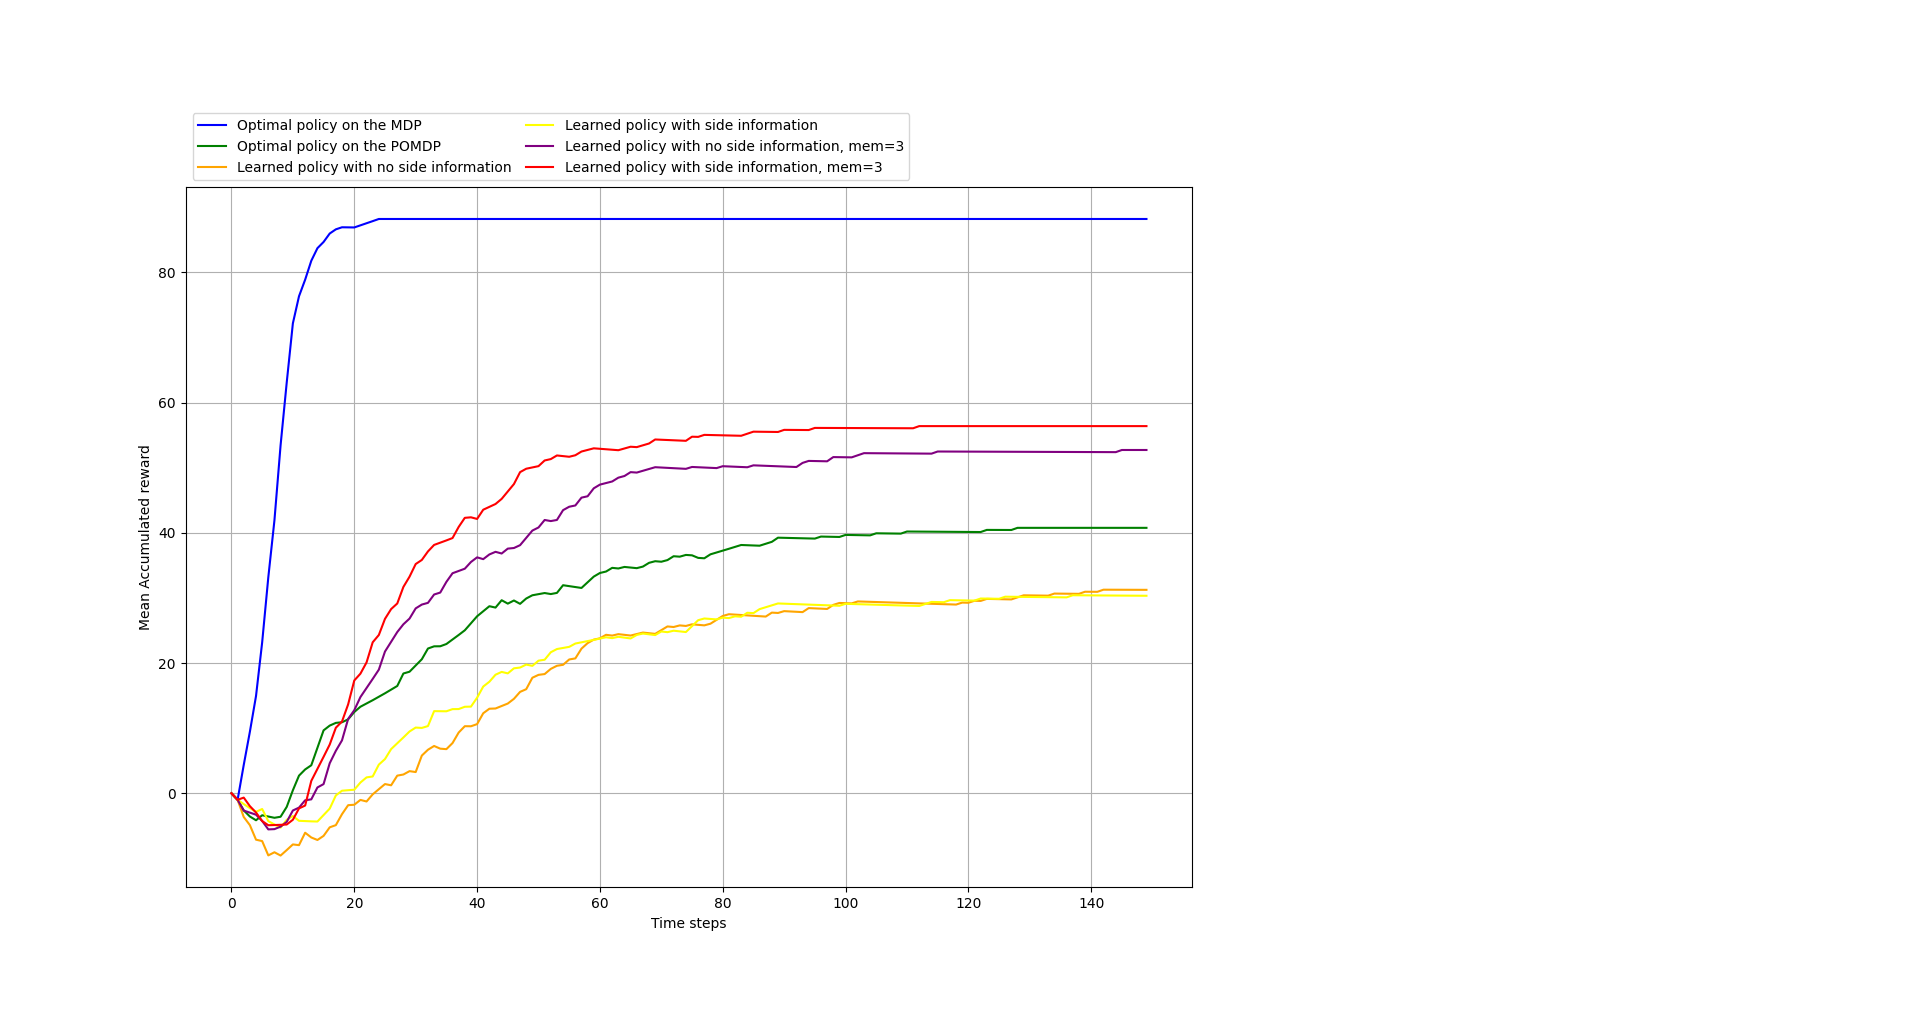 Optimal policy on the MDP
Optimal policy on the POMDP
Learned policy with no side information
Learned policy with side information
Learned policy with no side information, mem=3
Learned policy with side information, mem=3
Mean Accumulated reward
80
60
40
20
0
0 20 40 60 80 100 120 140
Time steps